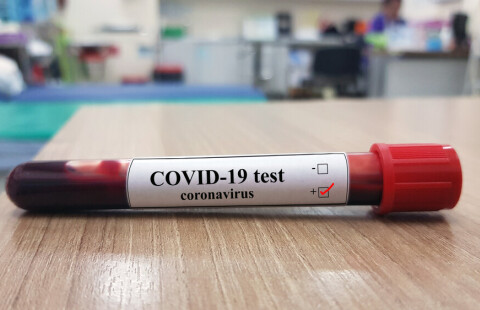 COVID-19 test
coronavirus
-
+